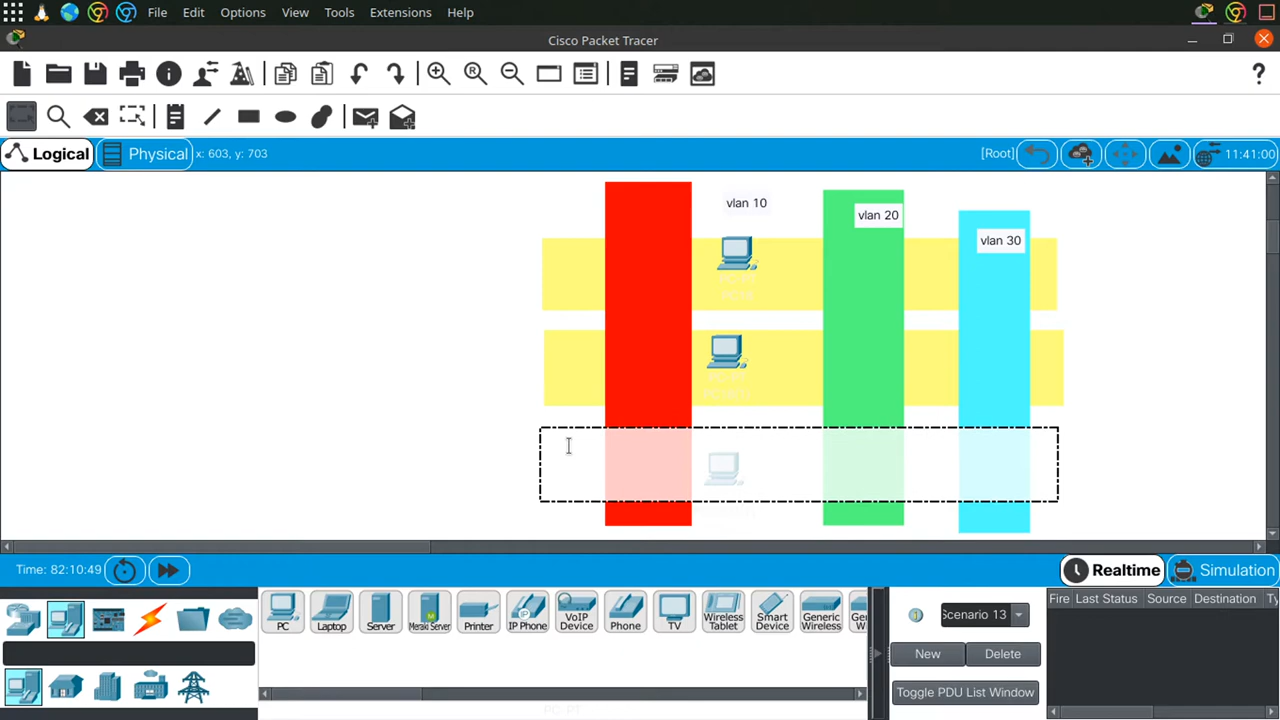 File Edit Options View Tools Extensions Help
Cisco Packet Tracer
Logical Physical x: 603, y: 703 [Root] 11:41:00
vlan 10
vlan 20
vlan 30
Time: 82:10:49 Realtime Simulation
PC Laptop Server Meraki Server Printer IP Phone VoIP Device Phone TV Wireless Tablet Smart Device Generic Wireless
Scenario 13
New Delete
Toggle PDU List Window
Fire Last Status Source Destination Ty
PC-PT